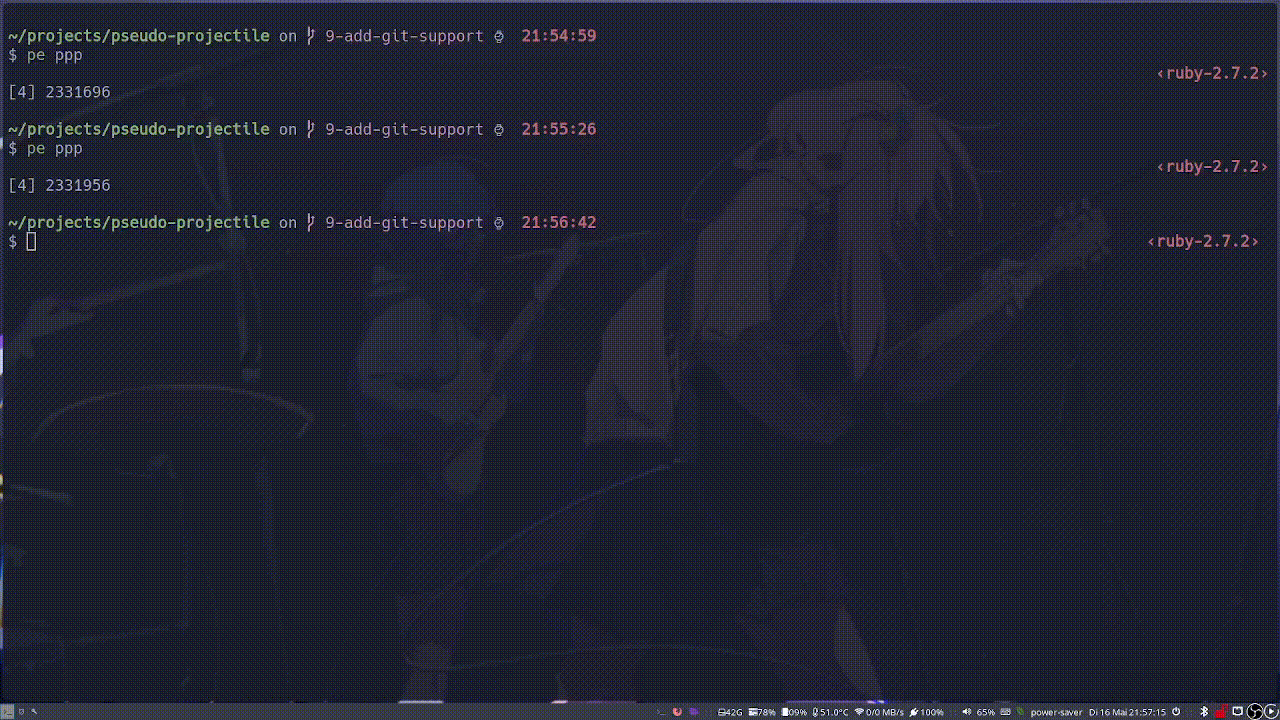 ~/projects/pseudo-projectile on 9-add-git-support 21:54:59
$ pe ppp
‹ruby-2.7.2›
[4] 2331696
~/projects/pseudo-projectile on 9-add-git-support 21:55:26
$ pe ppp
‹ruby-2.7.2›
[4] 2331956
~/projects/pseudo-projectile on 9-add-git-support 21:56:42
$ ‹ruby-2.7.2›
42G 78% 09% 51.0°C 0/0 MB/s 100% 65% power-saver Di 16 Mai 21:57:15